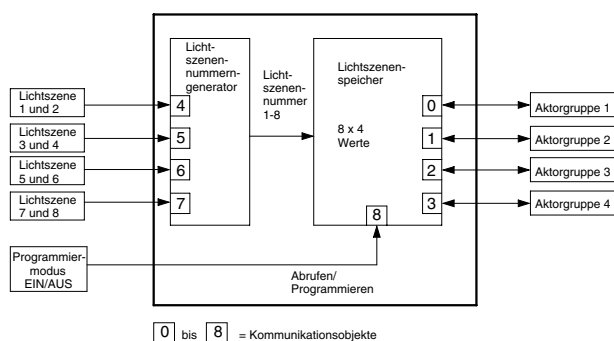 Licht-
szenen-
nummern-
generator
Licht-
szenen-
nummer
1-8
Lichtszenen-
speicher
8 x 4
Werte
Lichtszene
1 und 2
4
Lichtszene
3 und 4
5
Lichtszene
5 und 6
6
Lichtszene
7 und 8
7
0
Aktorgruppe 1
1
Aktorgruppe 2
2
Aktorgruppe 3
3
Aktorgruppe 4
8
Programmier-
modus
EIN/AUS
Abrufen/
Programmieren
0 bis 8 = Kommunikationsobjekte